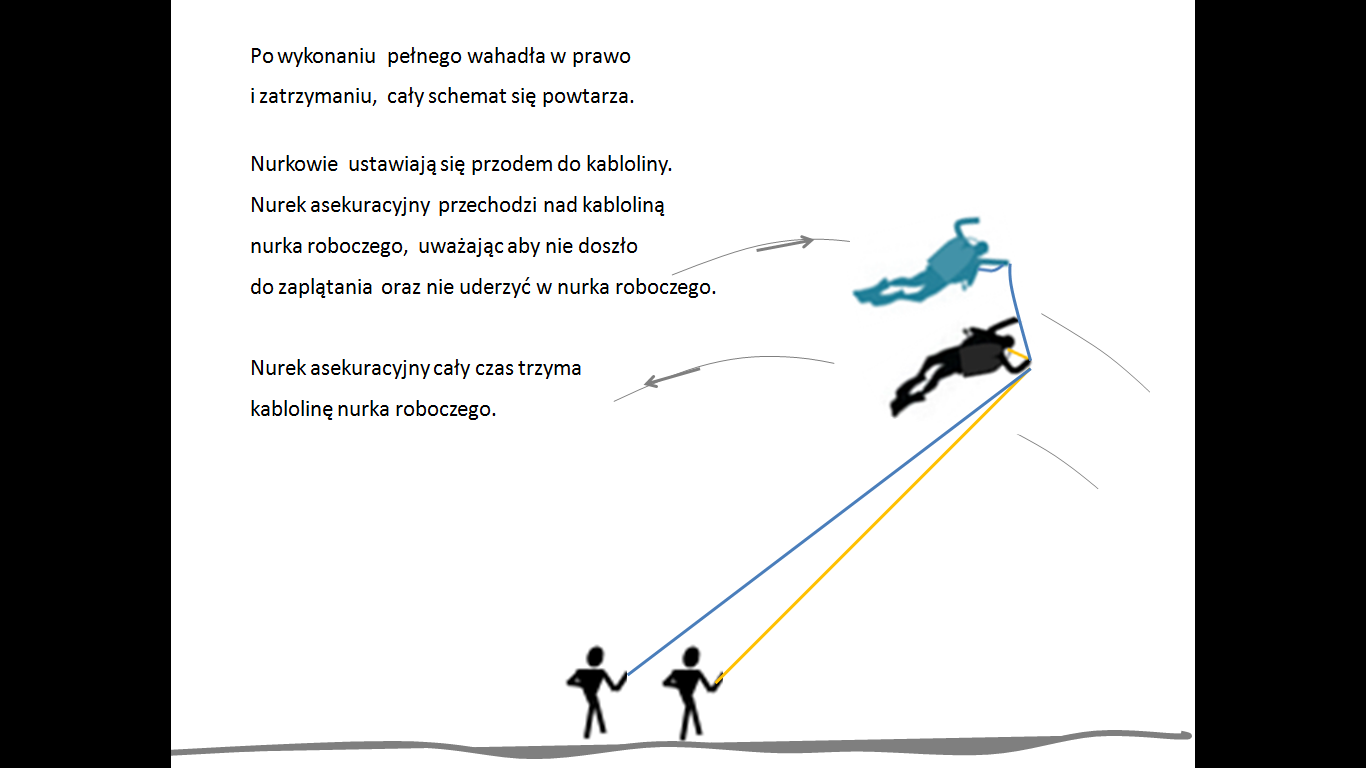 Po wykonaniu pełnego wahadła w prawo
i zatrzymaniu, cały schemat się powtarza.
Nurkowie ustawiają się przodem do kabloliny.
Nurek asekuracyjny przechodzi nad kabloliną
nurka roboczego, uważając aby nie doszło
do zaplątania oraz nie uderzyć w nurka roboczego.
Nurek asekuracyjny cały czas trzyma
kablolinę nurka roboczego.